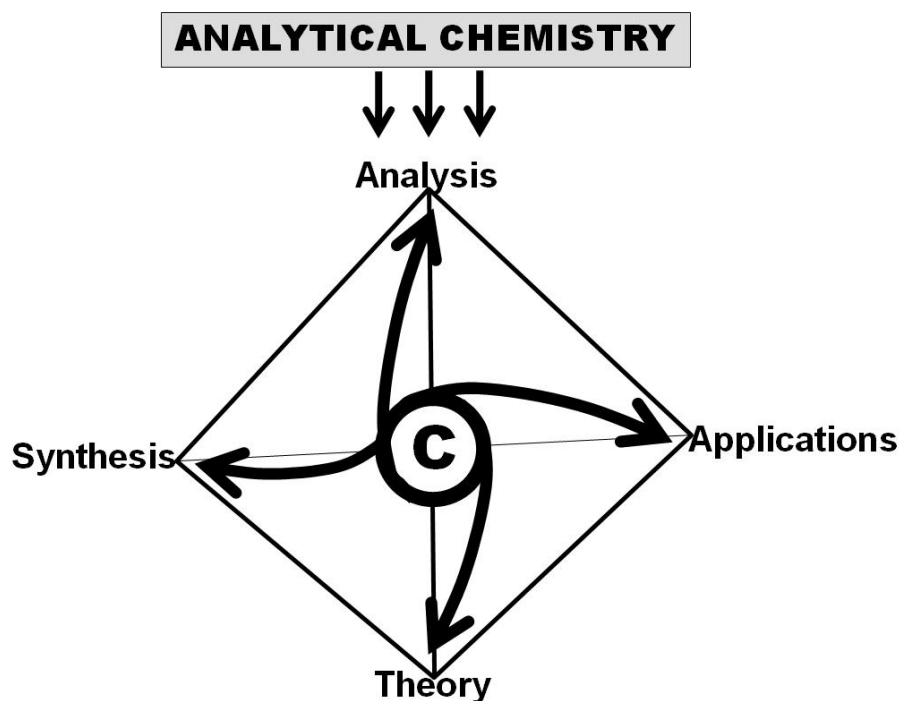 ANALYTICAL CHEMISTRY
Analysis
Synthesis
C
Applications
Theory